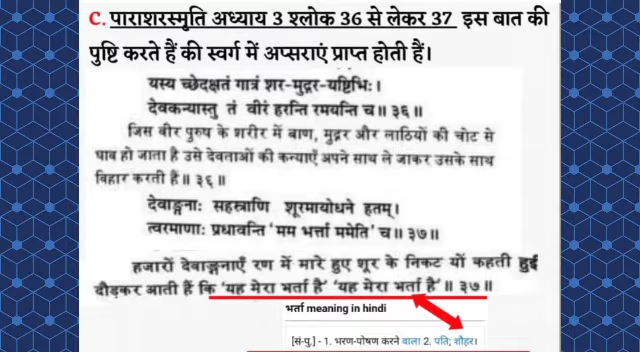 C. पाराशरस्मृति अध्याय 3 श्लोक 36 से लेकर 37 इस बात की
पुष्टि करते हैं की स्वर्ग में अप्सराएं प्राप्त होती हैं।
यस्य च्छेदक्षतं गात्रं शर-मुद्गर-यष्टिभिः।
देवकन्यास्तु तं वीरं हरन्ति रमयन्ति च॥३६॥
जिस वीर पुरुष के शरीर में बाण, मुद्गर और लाठियों की चोट से
घाव हो जाता है उसे देवताओं की कन्याएँ अपने साथ ले जाकर उसके साथ
विहार करती हैं॥३६॥
देवाङ्गनाः सहस्राणि शूरमायोधने हतम्।
त्वरमाणाः प्रधावन्ति 'मम भर्त्ता ममेति' च॥३७॥
हजारों देवाङ्गनाएँ रण में मारे हुए शूर के निकट यों कहती हुई
दौड़कर आती हैं कि 'यह मेरा भर्ता है' 'यह मेरा भर्ता है'॥३७॥
भर्ता meaning in hindi
[सं-पु.] - 1. भरण-पोषण करने वाला 2. पति; शौहर।